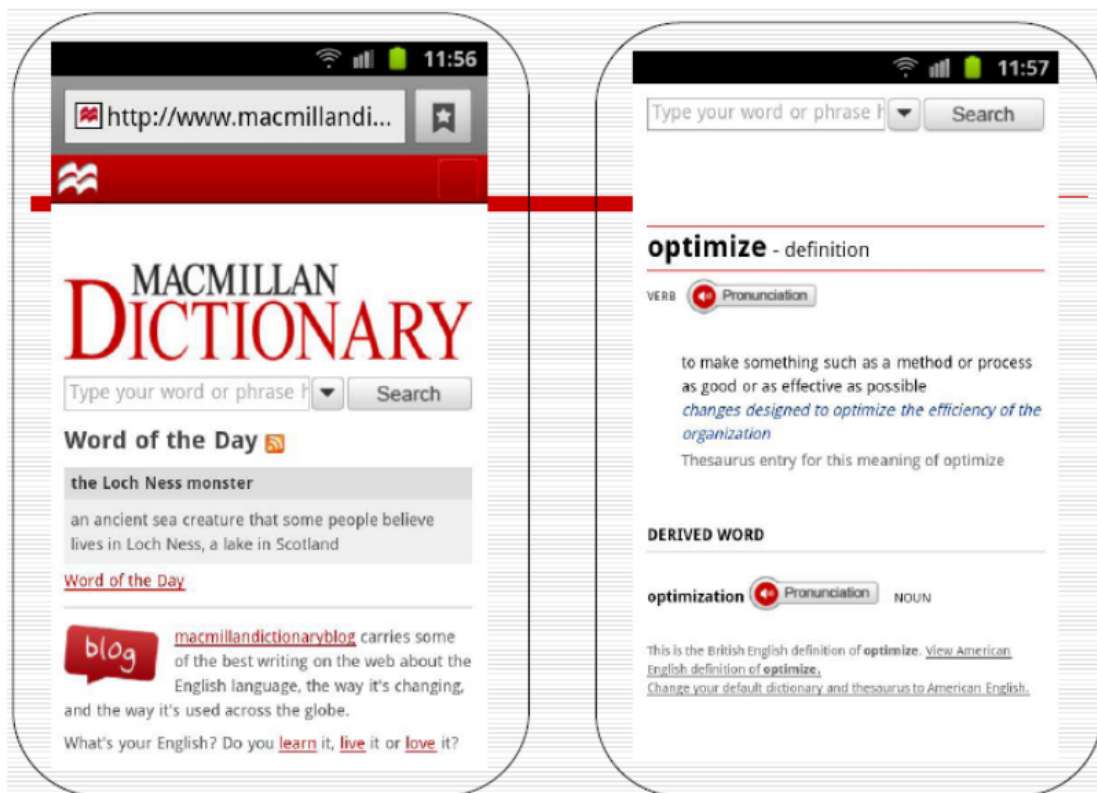 11:56
http://www.macmillandi...
MACMILLAN
DICTIONARY
Type your word or phrase h
Search
Word of the Day
the Loch Ness monster
an ancient sea creature that some people believe
lives in Loch Ness, a lake in Scotland
Word of the Day
blog
macmillandictionaryblog carries some
of the best writing on the web about the
English language, the way it's changing,
and the way it's used across the globe.
What's your English? Do you learn it, live it or love it?
11:57
Type your word or phrase h
Search
optimize - definition
VERB Pronunciation
to make something such as a method or process
as good or as effective as possible
changes designed to optimize the efficiency of the
organization
Thesaurus entry for this meaning of optimize
DERIVED WORD
optimization Pronunciation NOUN
This is the British English definition of optimize. View American
English definition of optimize.
Change your default dictionary and thesaurus to American English.